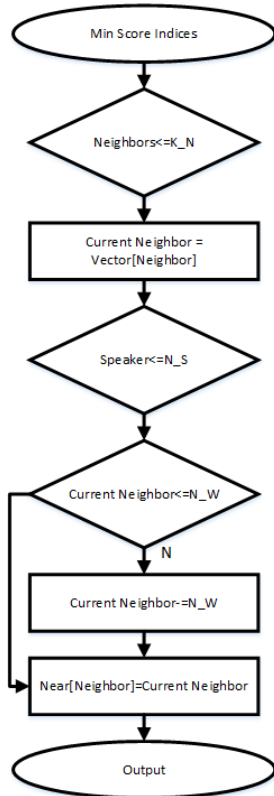 Min Score Indices
Neighbors<=K_N
Current Neighbor =
Vector[Neighbor]
Speaker<=N_S
Current Neighbor<=N_W
N
Current Neighbor-=N_W
Near[Neighbor]=Current Neighbor
Output